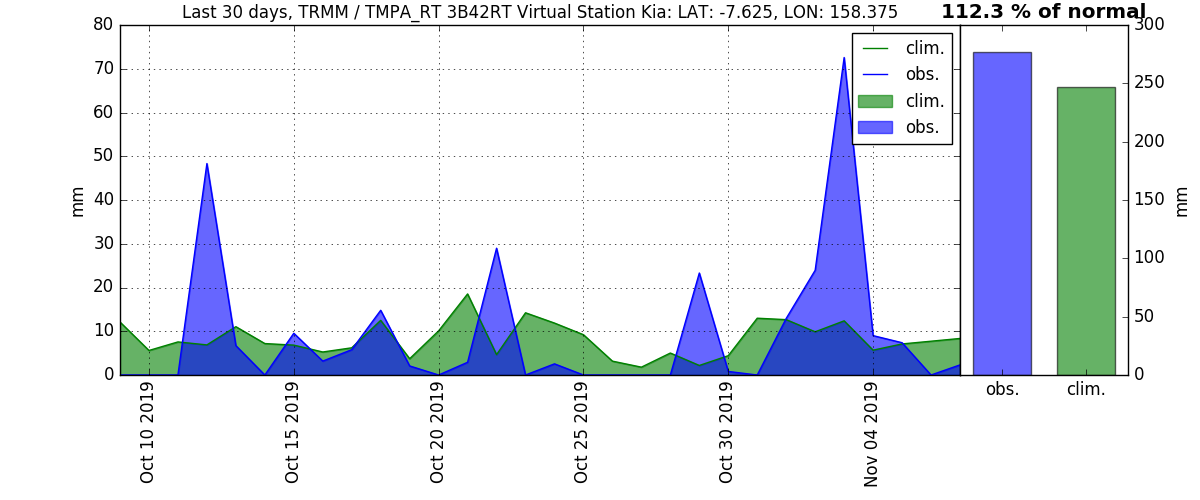 Last 30 days, TRMM / TMPA_RT 3B42RT Virtual Station Kia: LAT: -7.625, LON: 158.375
112.3 % of normal
80
70
60
50
40
30
20
10
0
mm
clim.
obs.
clim.
obs.
Oct 10 2019
Oct 15 2019
Oct 20 2019
Oct 25 2019
Oct 30 2019
Nov 04 2019
300
250
200
150
100
50
0
mm
obs.
clim.